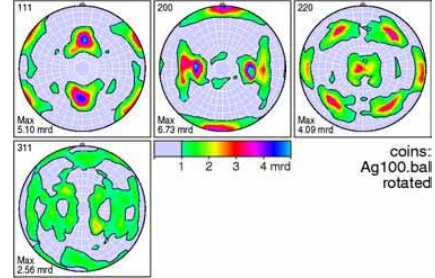 111
Max
5.10 mrd
200
Max
6.73 mrd
220
Max
4.09 mrd
311
Max
2.56 mrd
1 2 3 4 mrd
coins:
Ag100.ball
rotated